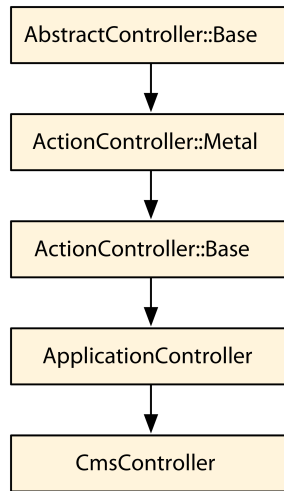 AbstractController::Base
ActionController::Metal
ActionController::Base
ApplicationController
CmsController